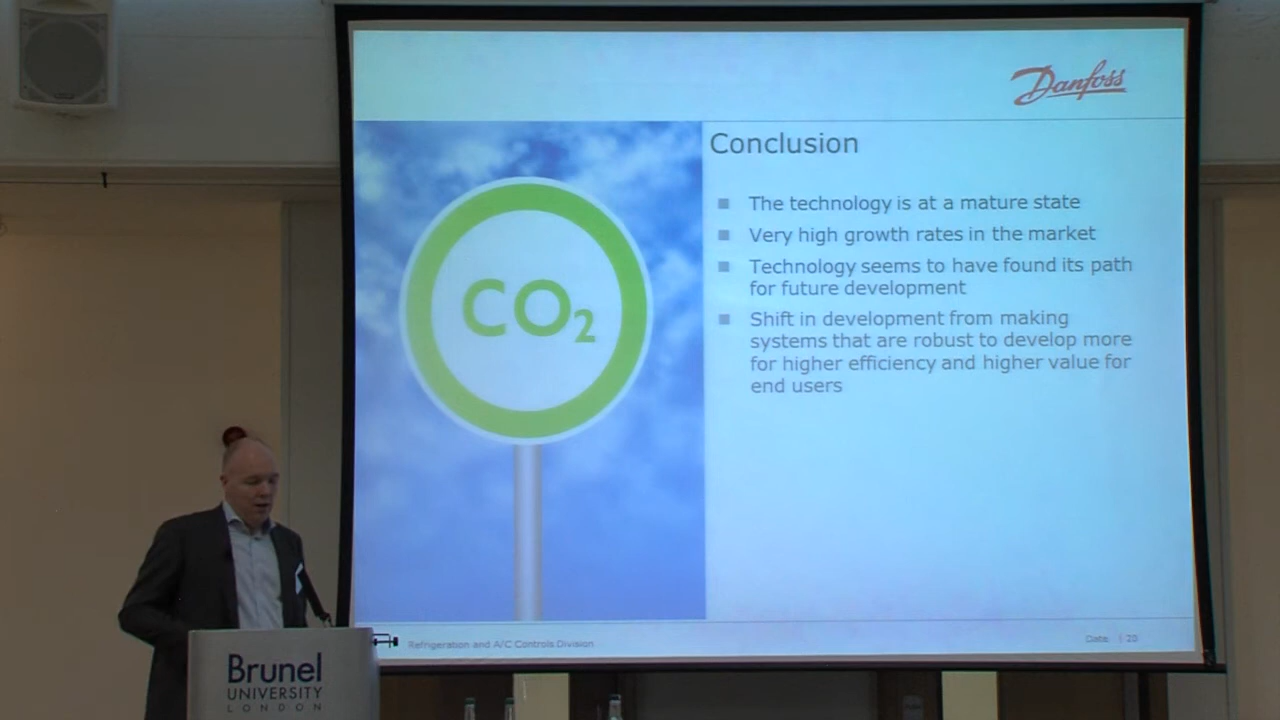 Danfoss
Conclusion
The technology is at a mature state
Very high growth rates in the market
Technology seems to have found its path
for future development
Shift in development from making
systems that are robust to develop more
for higher efficiency and higher value for
end users
CO2
Refrigeration and A/C Controls Division
Date | 20
Brunel
UNIVERSITY
LONDON